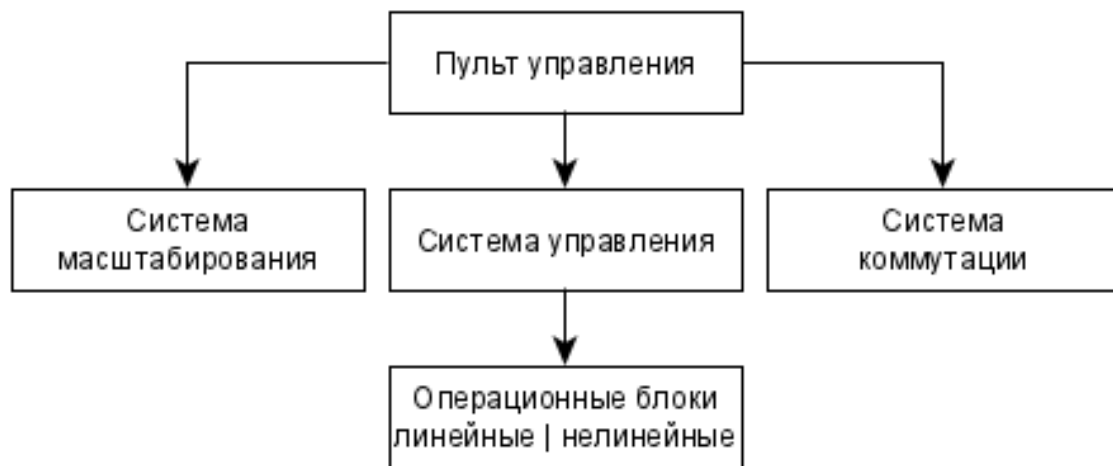 Пульт управления
Система
масштабирования
Система управления
Система
коммутации
Операционные блоки
линейные | нелинейные